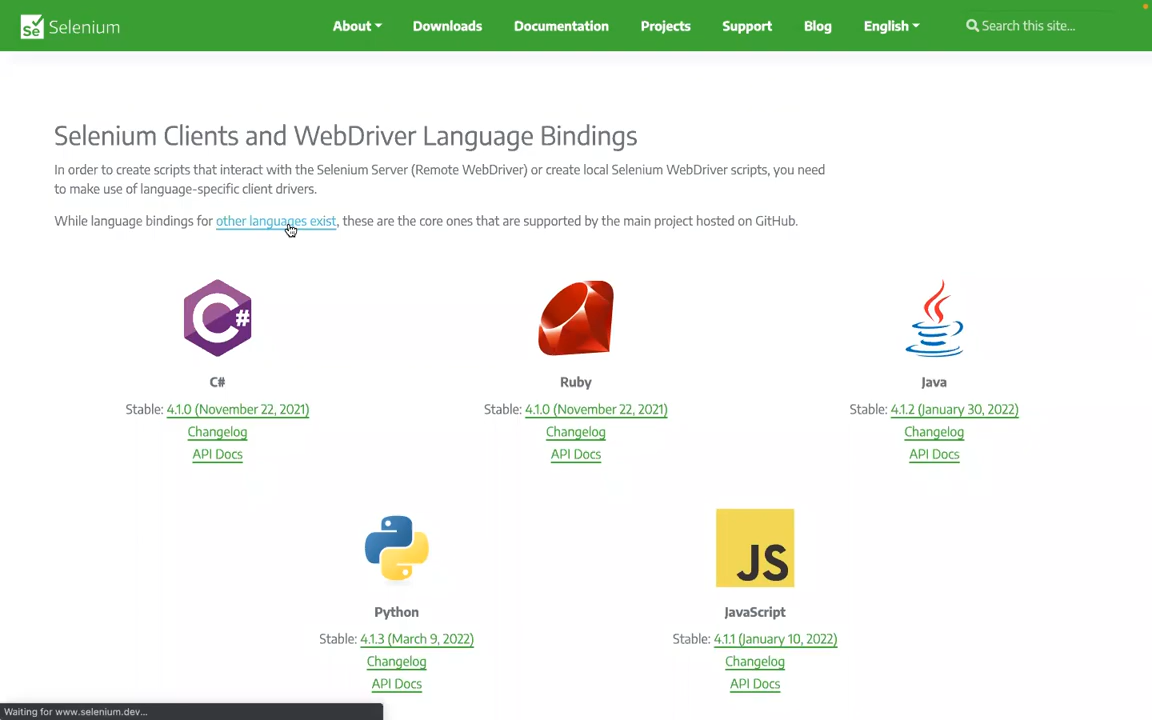 Se Selenium About Downloads Documentation Projects Support Blog English Search this site...
Selenium Clients and WebDriver Language Bindings
In order to create scripts that interact with the Selenium Server (Remote WebDriver) or create local Selenium WebDriver scripts, you need
to make use of language-specific client drivers.
While language bindings for other languages exist, these are the core ones that are supported by the main project hosted on GitHub.
C#
C# Ruby Java
Stable: 4.1.0 (November 22, 2021) Stable: 4.1.0 (November 22, 2021) Stable: 4.1.2 (January 30, 2022)
Changelog Changelog Changelog
API Docs API Docs API Docs
JS
Python JavaScript
Stable: 4.1.3 (March 9, 2022) Stable: 4.1.1 (January 10, 2022)
Changelog Changelog
API Docs API Docs
Waiting for www.selenium.dev...